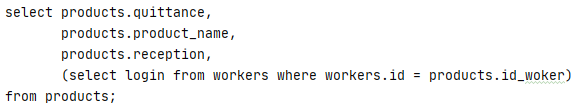 select products.quittance,
products.product_name,
products.reception,
(select login from workers where workers.id = products.id_woker)
from products;